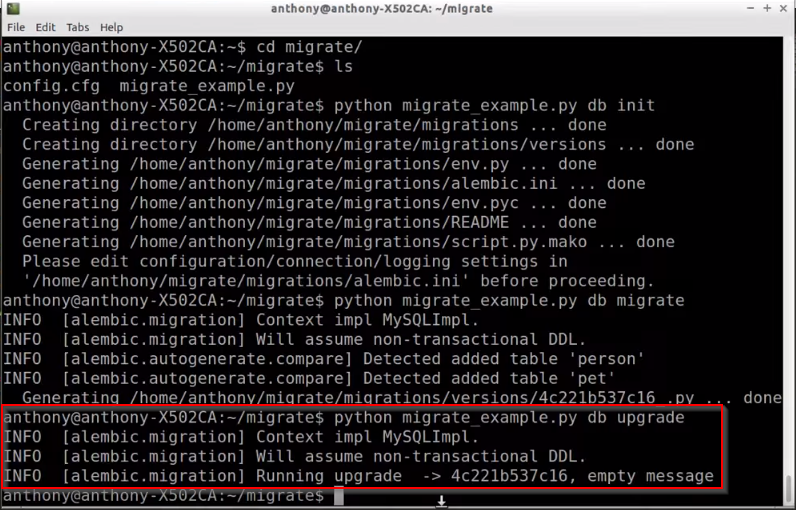 anthony@anthony-X502CA: ~/migrate
File Edit Tabs Help
anthony@anthony-X502CA:~$ cd migrate/
anthony@anthony-X502CA:~/migrate$ ls
config.cfg  migrate_example.py
anthony@anthony-X502CA:~/migrate$ python migrate_example.py db init
  Creating directory /home/anthony/migrate/migrations ... done
  Creating directory /home/anthony/migrate/migrations/versions ... done
  Generating /home/anthony/migrate/migrations/env.py ... done
  Generating /home/anthony/migrate/migrations/alembic.ini ... done
  Generating /home/anthony/migrate/migrations/env.pyc ... done
  Generating /home/anthony/migrate/migrations/README ... done
  Generating /home/anthony/migrate/migrations/script.py.mako ... done
  Please edit configuration/connection/logging settings in
  '/home/anthony/migrate/migrations/alembic.ini' before proceeding.
anthony@anthony-X502CA:~/migrate$ python migrate_example.py db migrate
INFO  [alembic.migration] Context impl MySQLImpl.
INFO  [alembic.migration] Will assume non-transactional DDL.
INFO  [alembic.autogenerate.compare] Detected added table 'person'
INFO  [alembic.autogenerate.compare] Detected added table 'pet'
  Generating /home/anthony/migrate/migrations/versions/4c221b537c16_.py ... done
anthony@anthony-X502CA:~/migrate$ python migrate_example.py db upgrade
INFO  [alembic.migration] Context impl MySQLImpl.
INFO  [alembic.migration] Will assume non-transactional DDL.
INFO  [alembic.migration] Running upgrade  -> 4c221b537c16, empty message
anthony@anthony-X502CA:~/migrate$